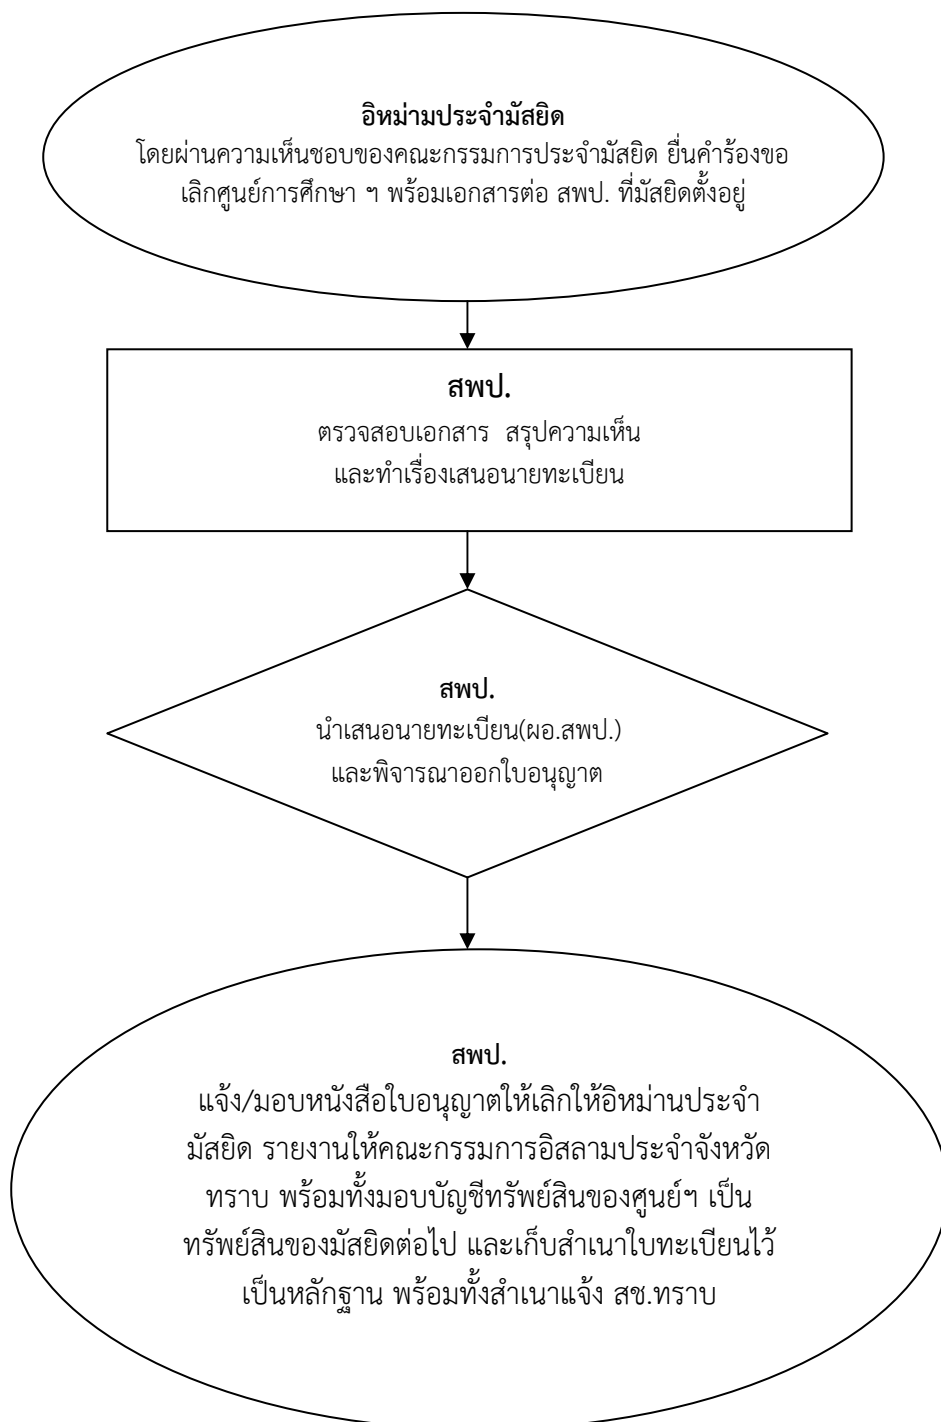 อิหม่ามประจำมัสยิด
โดยผ่านความเห็นชอบของคณะกรรมการประจำมัสยิด ยื่นคำร้องขอ
เลิกศูนย์การศึกษา ฯ พร้อมเอกสารต่อ สพป. ที่มัสยิดตั้งอยู่
สพป.
ตรวจสอบเอกสาร สรุปความเห็น
และทำเรื่องเสนอนายทะเบียน
สพป.
นำเสนอนายทะเบียน(ผอ.สพป.)
และพิจารณาออกใบอนุญาต
สพป.
แจ้ง/มอบหนังสือใบอนุญาตให้เลิกให้อิหม่านประจำ
มัสยิด รายงานให้คณะกรรมการอิสลามประจำจังหวัด
ทราบ พร้อมทั้งมอบบัญชีทรัพย์สินของศูนย์ฯ เป็น
ทรัพย์สินของมัสยิดต่อไป และเก็บสำเนาใบทะเบียนไว้
เป็นหลักฐาน พร้อมทั้งสำเนาแจ้ง สช.ทราบ